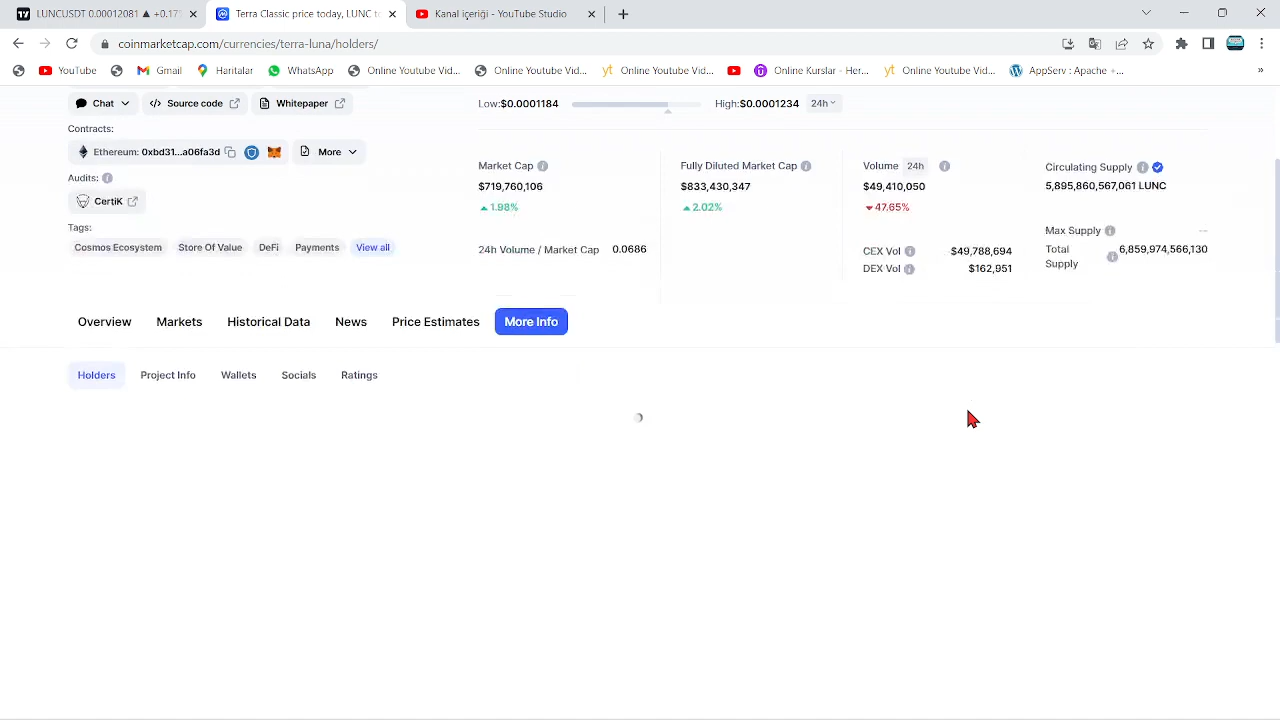 LUNCUSDT 0.00012081 ▲ +0.17
Terra Classic price today, LUNC to
Kanal içeriği - YouTube Studio
coinmarketcap.com/currencies/terra-luna/holders/
YouTube
Gmail
Haritalar
WhatsApp
Online Youtube Vid...
Online Youtube Vid...
Online Youtube Vid...
Online Kurslar - Her...
Online Youtube Vid...
AppServ : Apache +...
»
Chat
Source code
Whitepaper
Low:$0.0001184
High:$0.0001234
24h
Contracts:
Ethereum: 0xbd31...a06fa3d
More
Audits:
CertiK
Tags:
Cosmos Ecosystem
Store Of Value
DeFi
Payments
View all
Market Cap
$719,760,106
1.98%
24h Volume / Market Cap 0.0686
Fully Diluted Market Cap
$833,430,347
2.02%
Volume 24h
$49,410,050
47.65%
CEX Vol $49,788,694
DEX Vol $162,951
Circulating Supply
5,895,860,567,061 LUNC
Max Supply --
Total Supply 6,859,974,566,130
Overview
Markets
Historical Data
News
Price Estimates
More Info
Holders
Project Info
Wallets
Socials
Ratings